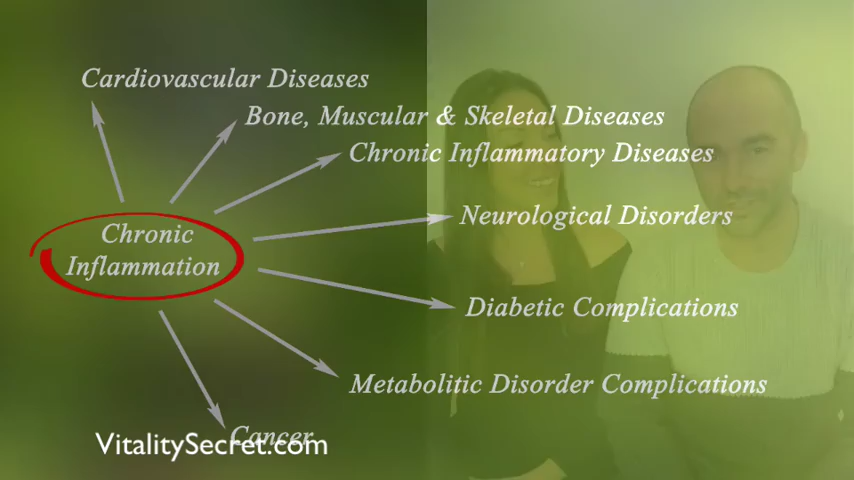 Cardiovascular Diseases
Bone, Muscular & Skeletal Diseases
Chronic Inflammatory Diseases
Neurological Disorders
Chronic
Inflammation
Diabetic Complications
Metabolitic Disorder Complications
Cancer
VitalitySecret.com